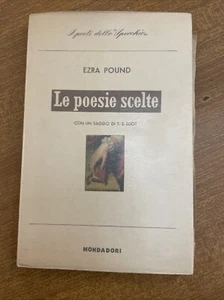 I poeti dello "Specchio"
EZRA POUND
Le poesie scelte
CON UN SAGGIO DI T. S. ELIOT
MONDADORI